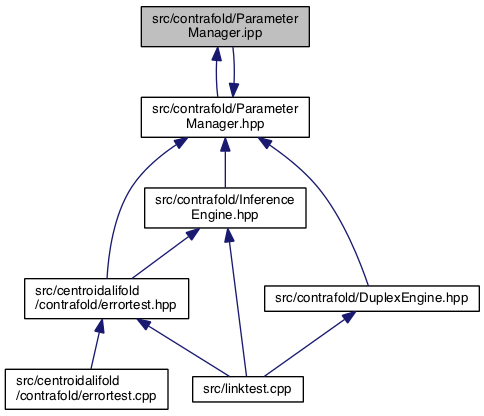 src/contrafold/Parameter
Manager.ipp
src/contrafold/Parameter
Manager.hpp
src/contrafold/Inference
Engine.hpp
src/centroidalifold
/contrafold/errortest.hpp
src/contrafold/DuplexEngine.hpp
src/centroidalifold
/contrafold/errortest.cpp
src/linktest.cpp